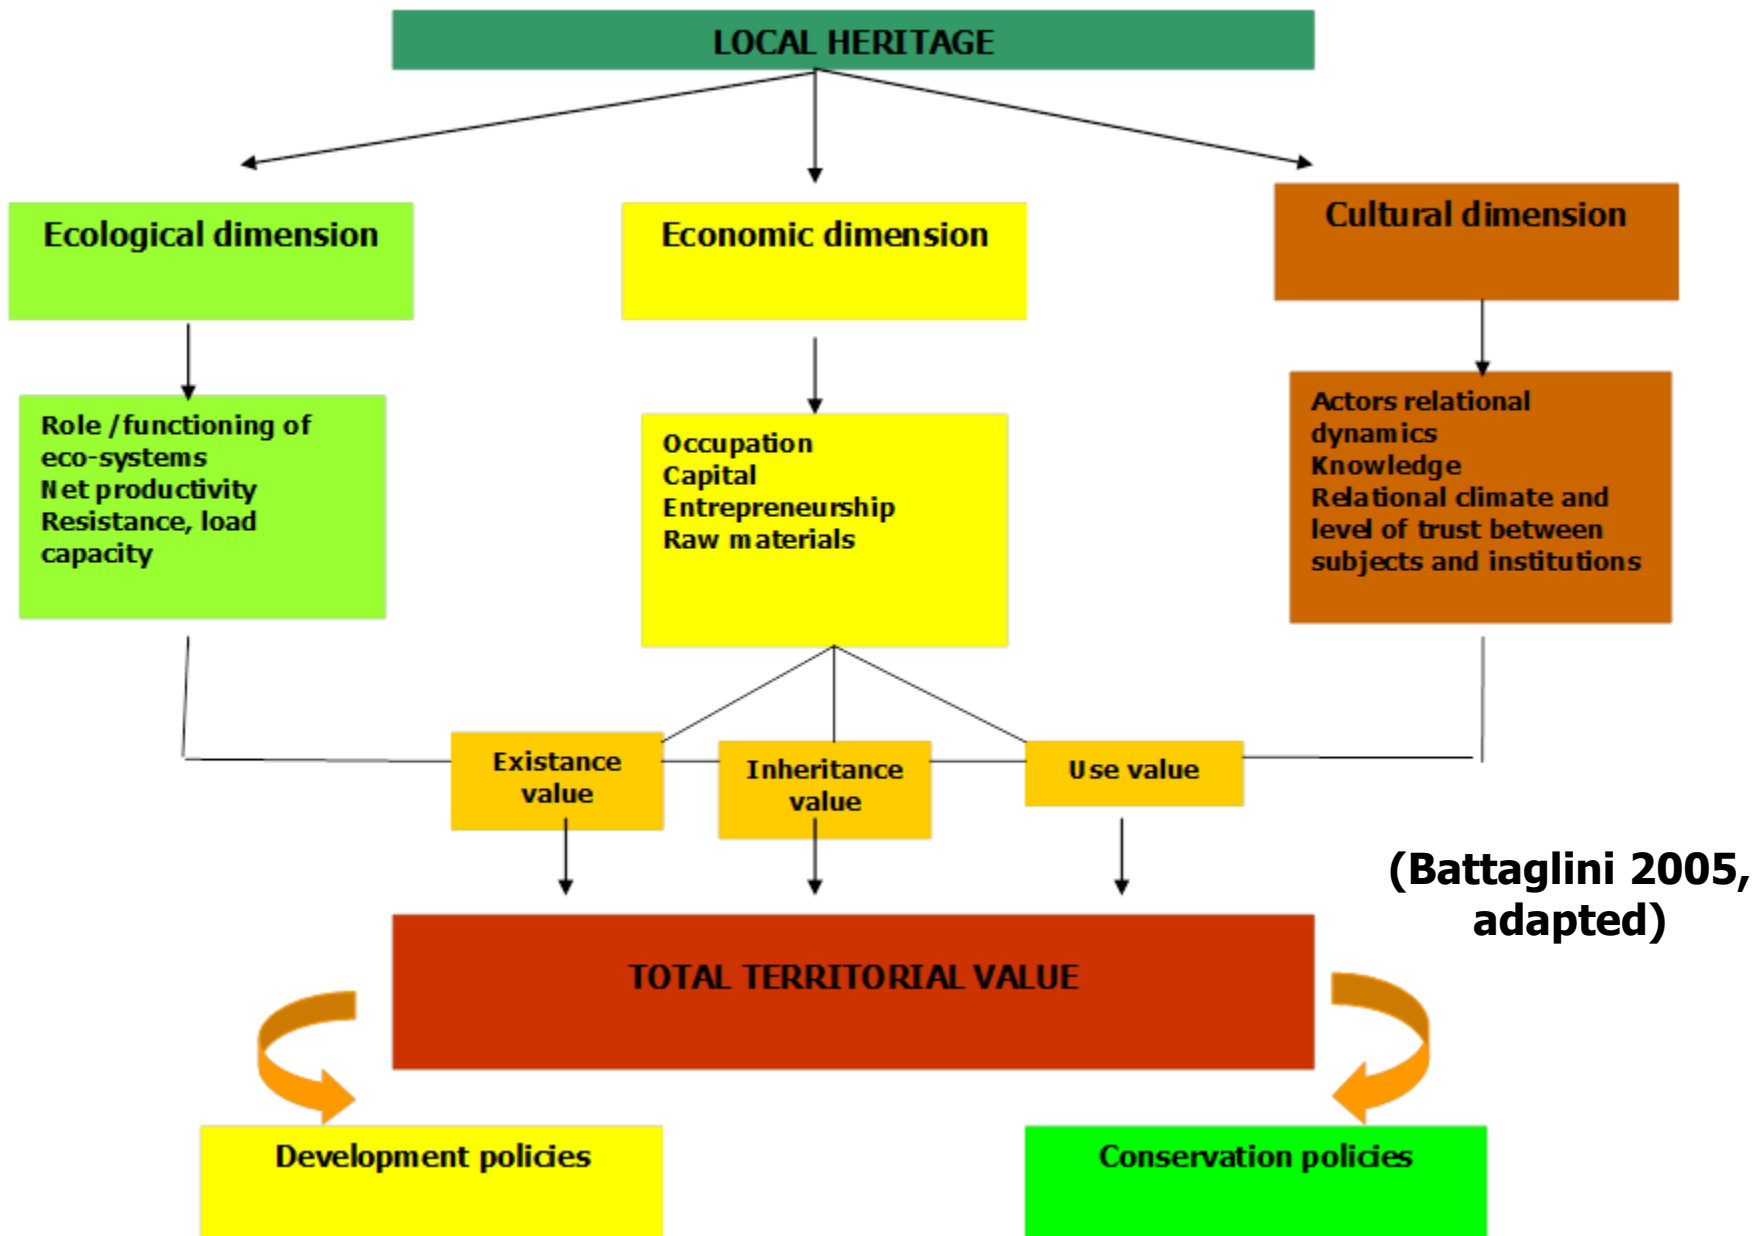 LOCAL HERITAGE
Ecological dimension
Economic dimension
Cultural dimension
Role /functioning of
eco-systems
Net productivity
Resistance, load
capacity
Occupation
Capital
Entrepreneurship
Raw materials
Actors relational
dynamics
Knowledge
Relational climate and
level of trust between
subjects and institutions
Existance
value
Inheritance
value
Use value
(Battaglini 2005,
adapted)
TOTAL TERRITORIAL VALUE
Development policies
Conservation policies